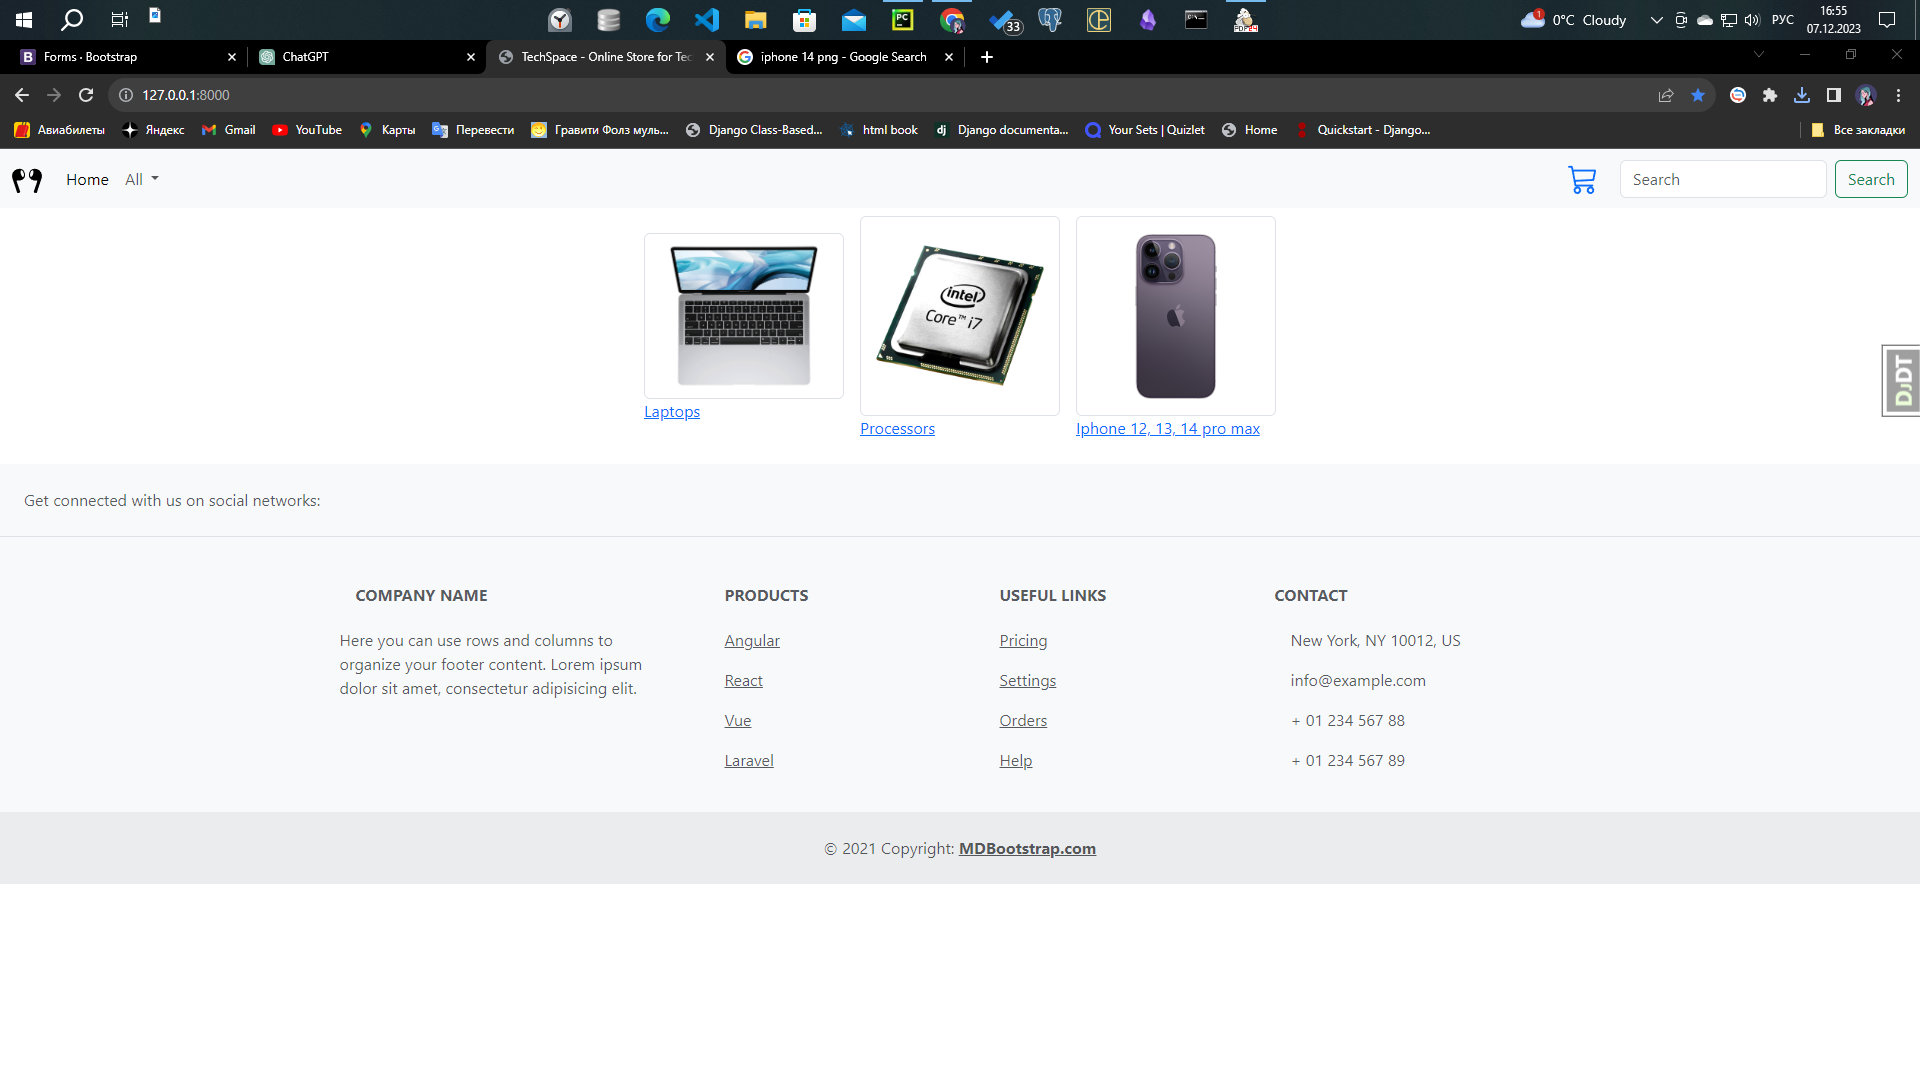 33
0°C Cloudy
РУС
16:55
07.12.2023
Forms · Bootstrap
ChatGPT
TechSpace - Online Store for Tec
iphone 14 png - Google Search
127.0.0.1:8000
Авиабилеты
Яндекс
Gmail
YouTube
Карты
Перевести
Гравити Фолз муль...
Django Class-Based...
html book
Django documenta...
Your Sets | Quizlet
Home
Quickstart - Django...
Все закладки
Home
All
Search
Search
intel
Core™ i7
DjDT
Laptops
Processors
Iphone 12, 13, 14 pro max
Get connected with us on social networks:
COMPANY NAME
Here you can use rows and columns to
organize your footer content. Lorem ipsum
dolor sit amet, consectetur adipisicing elit.
PRODUCTS
Angular
React
Vue
Laravel
USEFUL LINKS
Pricing
Settings
Orders
Help
CONTACT
New York, NY 10012, US
info@example.com
+ 01 234 567 88
+ 01 234 567 89
© 2021 Copyright: MDBootstrap.com